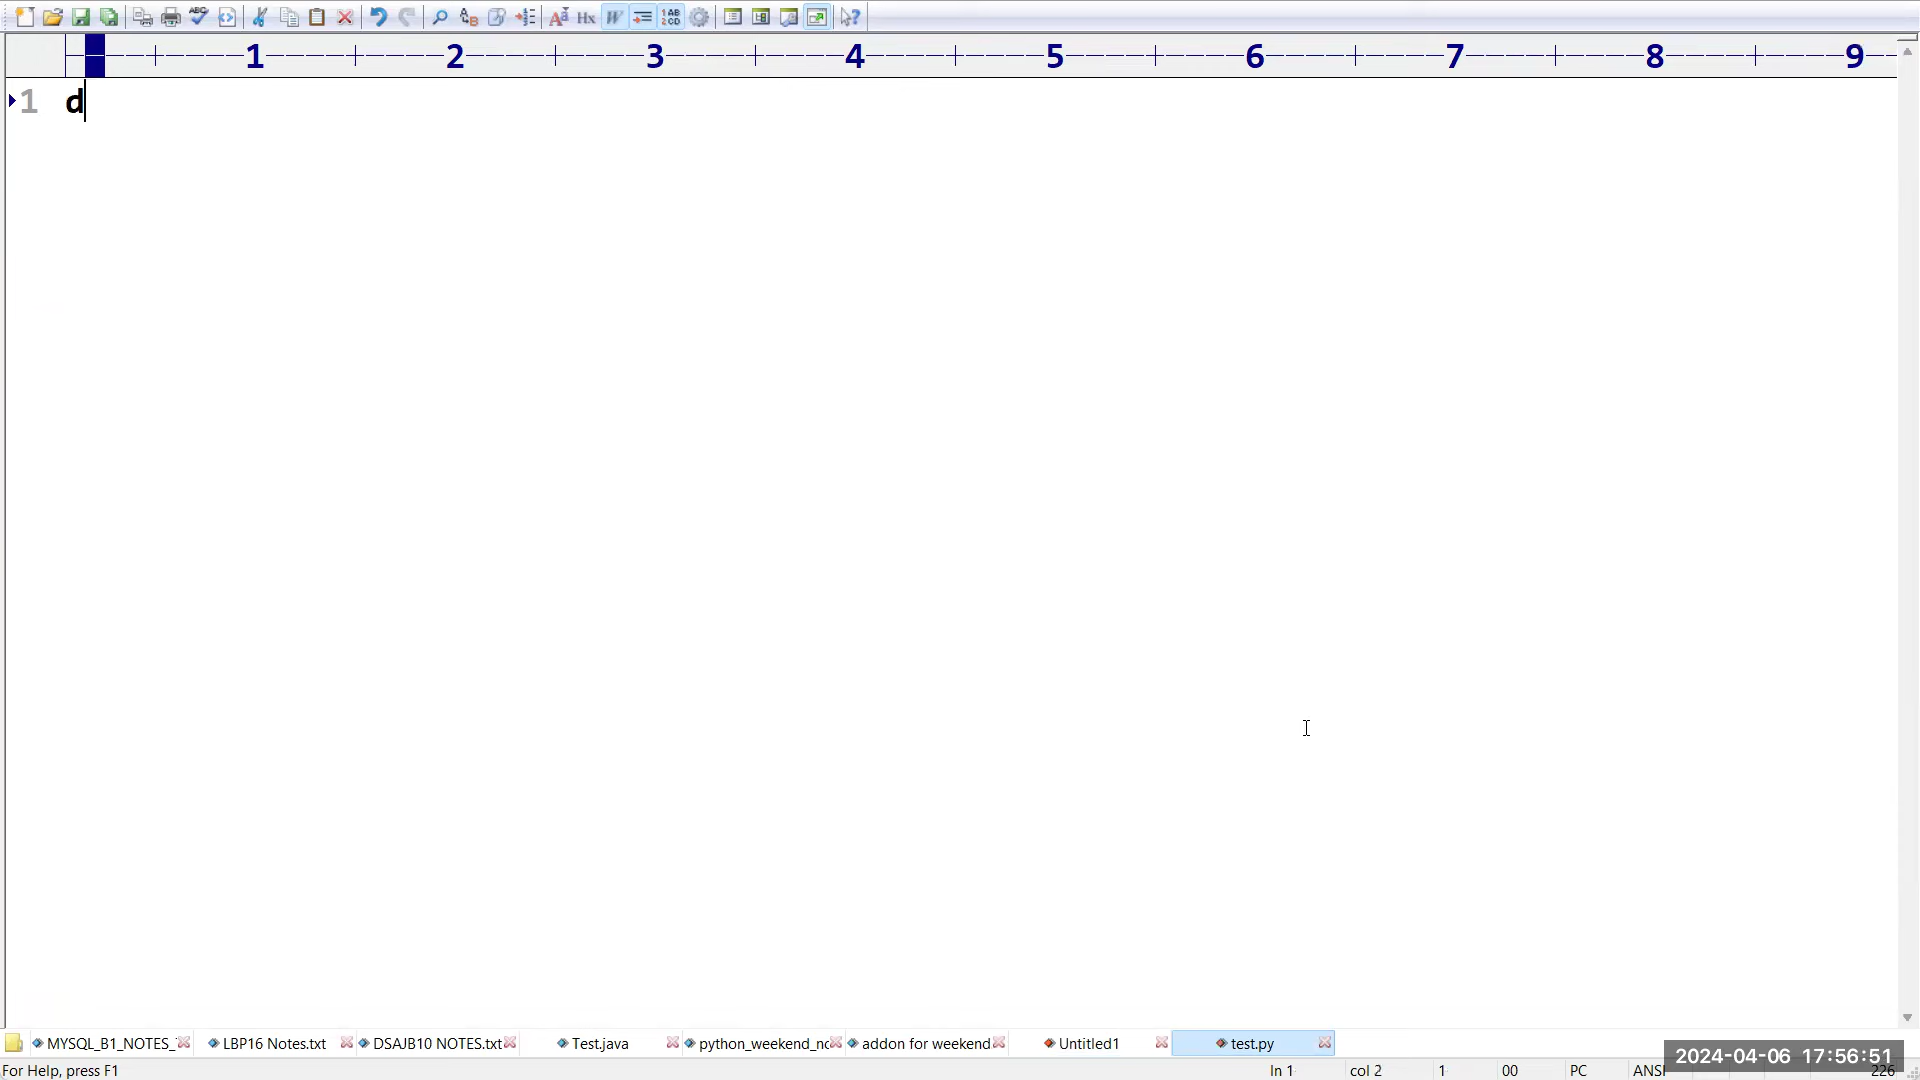 1 2 3 4 5 6 7 8 9
1 d
MYSQL_B1_NOTES_ LBP16 Notes.txt DSAJB10 NOTES.txt Test.java python_weekend_no addon for weekend Untitled1 test.py
For Help, press F1 ln 1 col 2 1 00 PC ANSI 226
2024-04-06 17:56:51